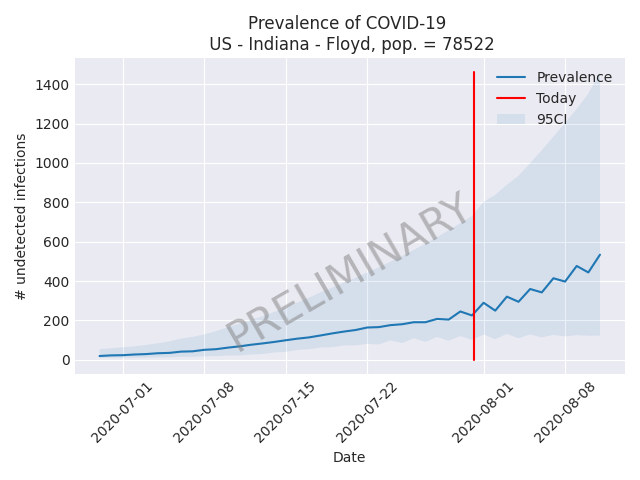 Prevalence of COVID-19
US - Indiana - Floyd, pop. = 78522
Prevalence
Today
95CI
1400
1200
1000
800
600
400
200
0
# undetected infections
PRELIMINARY
2020-07-01
2020-07-08
2020-07-15
2020-07-22
2020-08-01
2020-08-08
Date